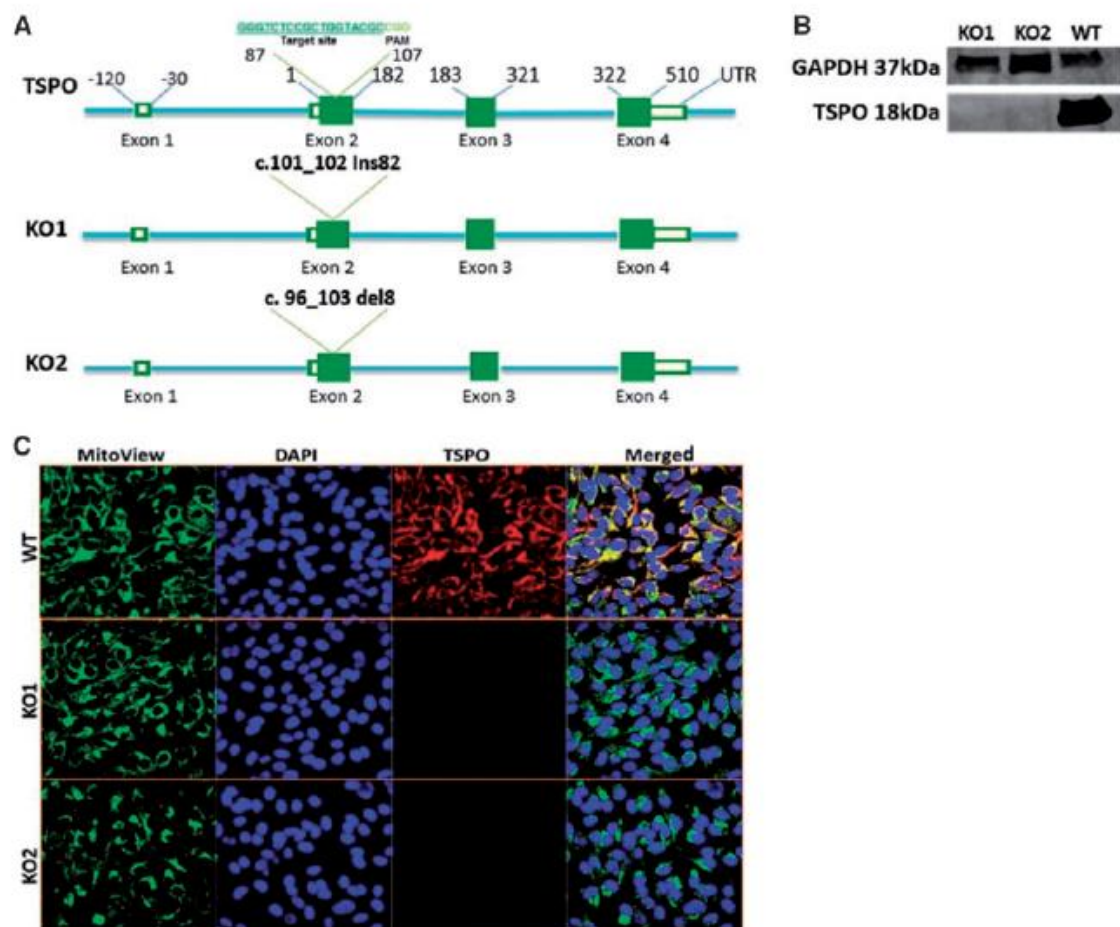 A
GGGTCTCCGCTGGTACGCCGG
Target site PAM
87 107
-120 -30 1 182 183 321 322 510 UTR
TSPO
Exon 1 Exon 2 Exon 3 Exon 4
c.101_102 Ins82
KO1
Exon 1 Exon 2 Exon 3 Exon 4
c. 96_103 del8
KO2
Exon 1 Exon 2 Exon 3 Exon 4
B
KO1 KO2 WT
GAPDH 37kDa
TSPO 18kDa
C
MitoView DAPI TSPO Merged
WT
KO1
KO2